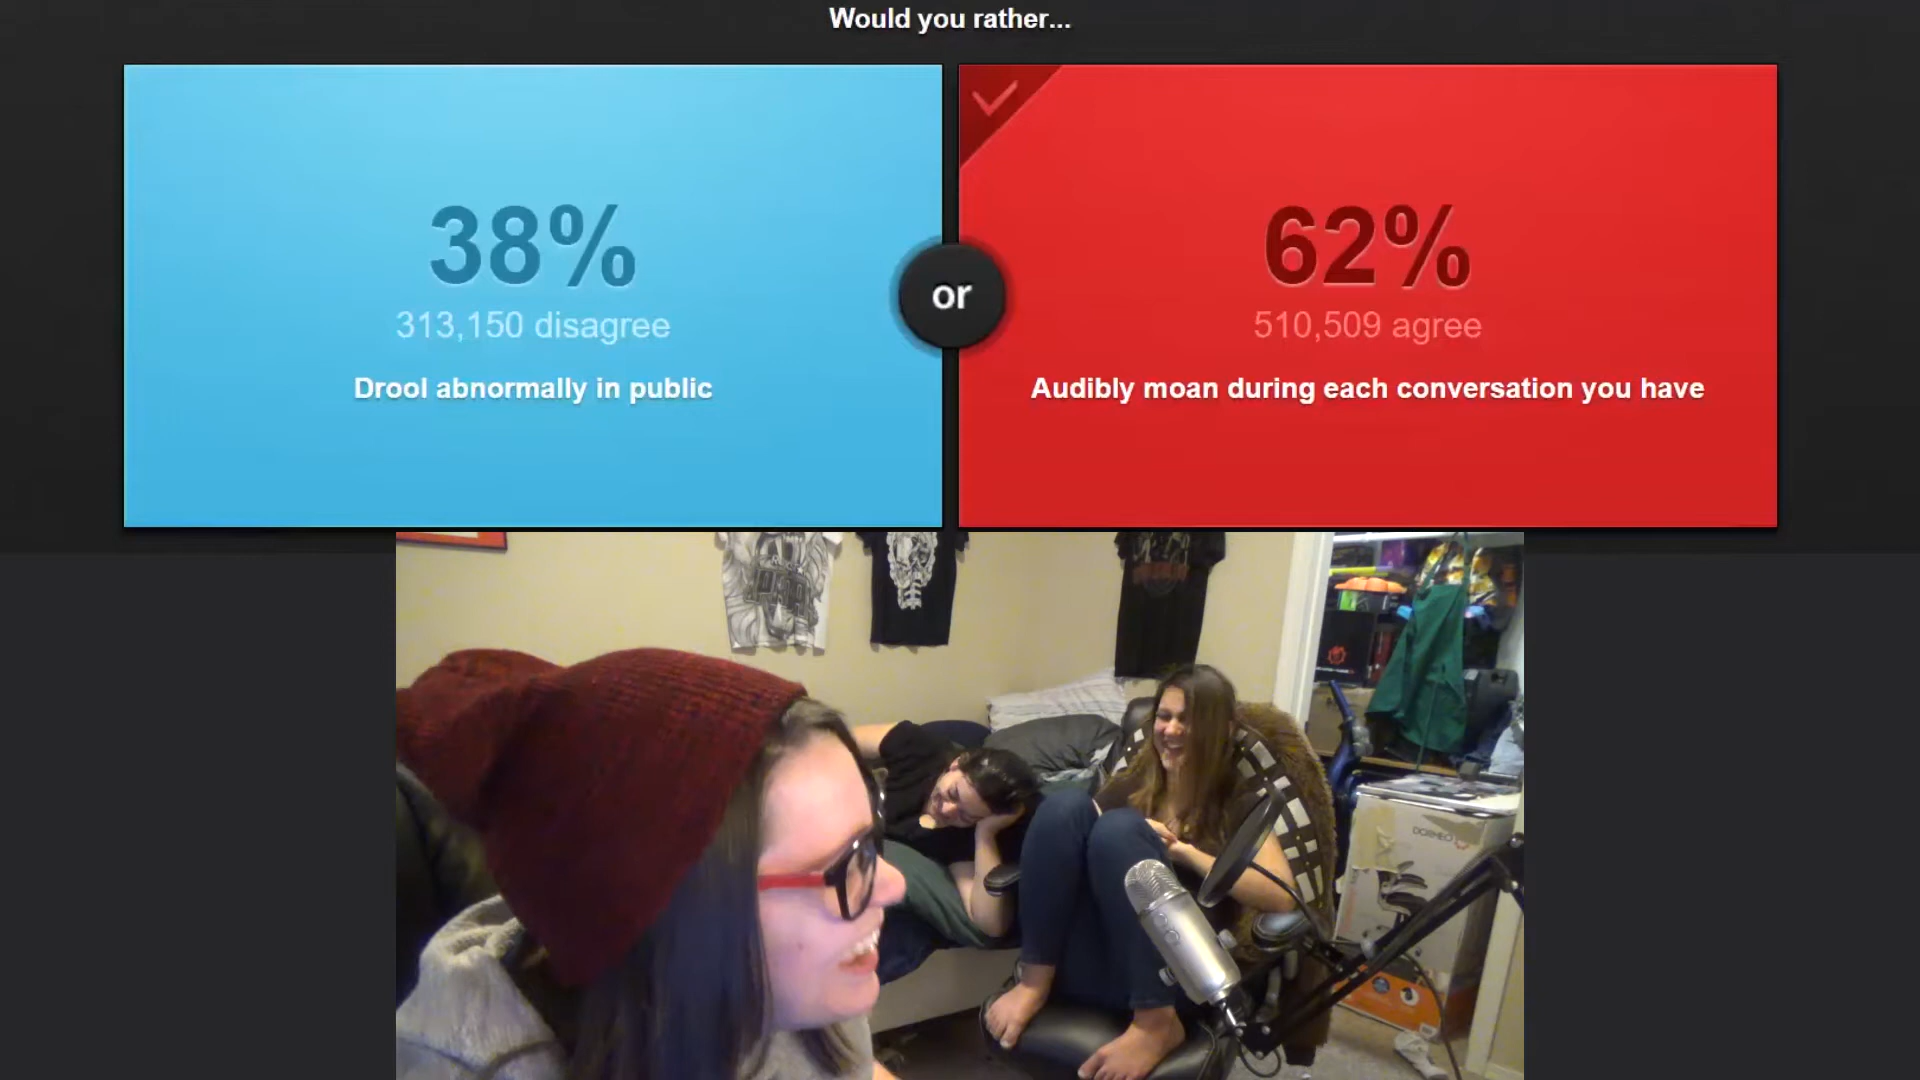 Would you rather...
38%
313,150 disagree
Drool abnormally in public
or
62%
510,509 agree
Audibly moan during each conversation you have